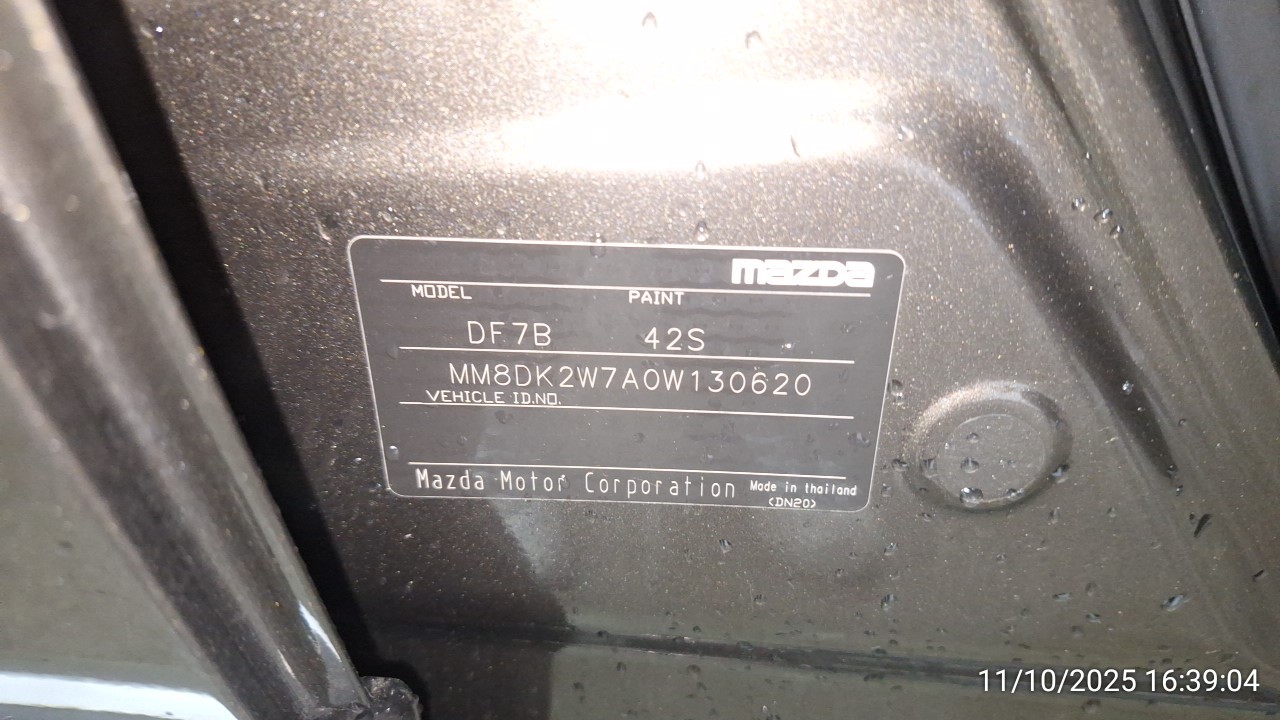 mazda
MODEL PAINT
DF7B 42S
MM8DK2W7A0W130620
VEHICLE ID.NO.
Mazda Motor Corporation Made in thailand
<DN20>
11/10/2025 16:39:04